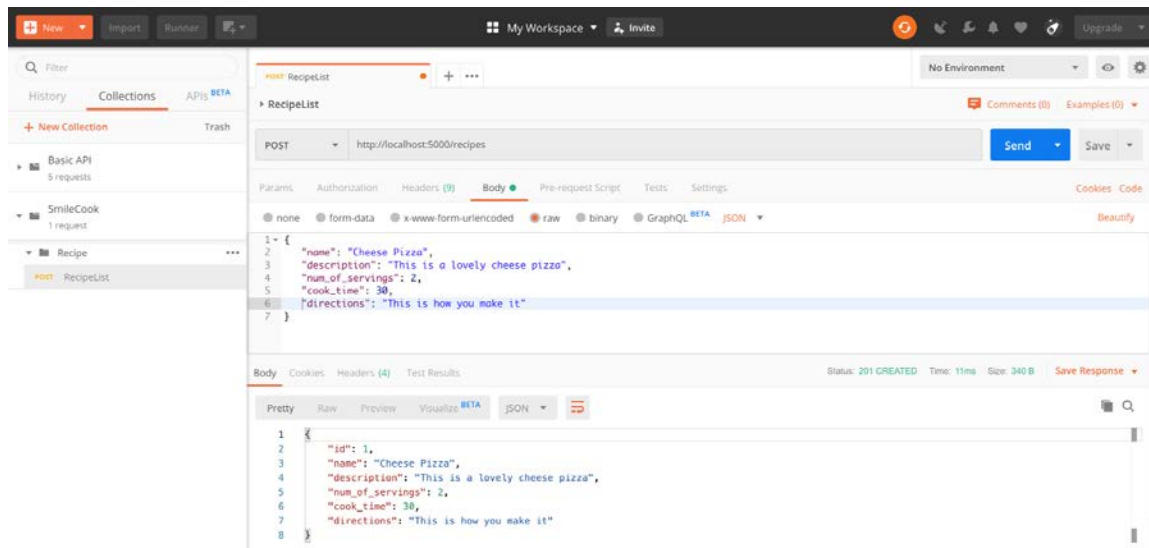 New Import Runner My Workspace Invite Upgrade
Filter
History Collections APIs BETA
+ New Collection Trash
Basic API
5 requests
SmileCook
1 request
Recipe
POST RecipeList
POST RecipeList + •••
No Environment
RecipeList
Comments (0) Examples (0)
POST http://localhost:5000/recipes Send Save
Params Authorization Headers (9) Body Pre-request Script Tests Settings Cookies Code
none form-data x-www-form-urlencoded raw binary GraphQL BETA JSON Beautify
1 {
2 "name": "Cheese Pizza",
3 "description": "This is a lovely cheese pizza",
4 "num_of_servings": 2,
5 "cook_time": 30,
6 "directions": "This is how you make it"
7 }
Body Cookies Headers (4) Test Results Status: 201 CREATED Time: 11ms Size: 340 B Save Response
Pretty Raw Preview Visualize BETA JSON
1 {
2 "id": 1,
3 "name": "Cheese Pizza",
4 "description": "This is a lovely cheese pizza",
5 "num_of_servings": 2,
6 "cook_time": 30,
7 "directions": "This is how you make it"
8 }